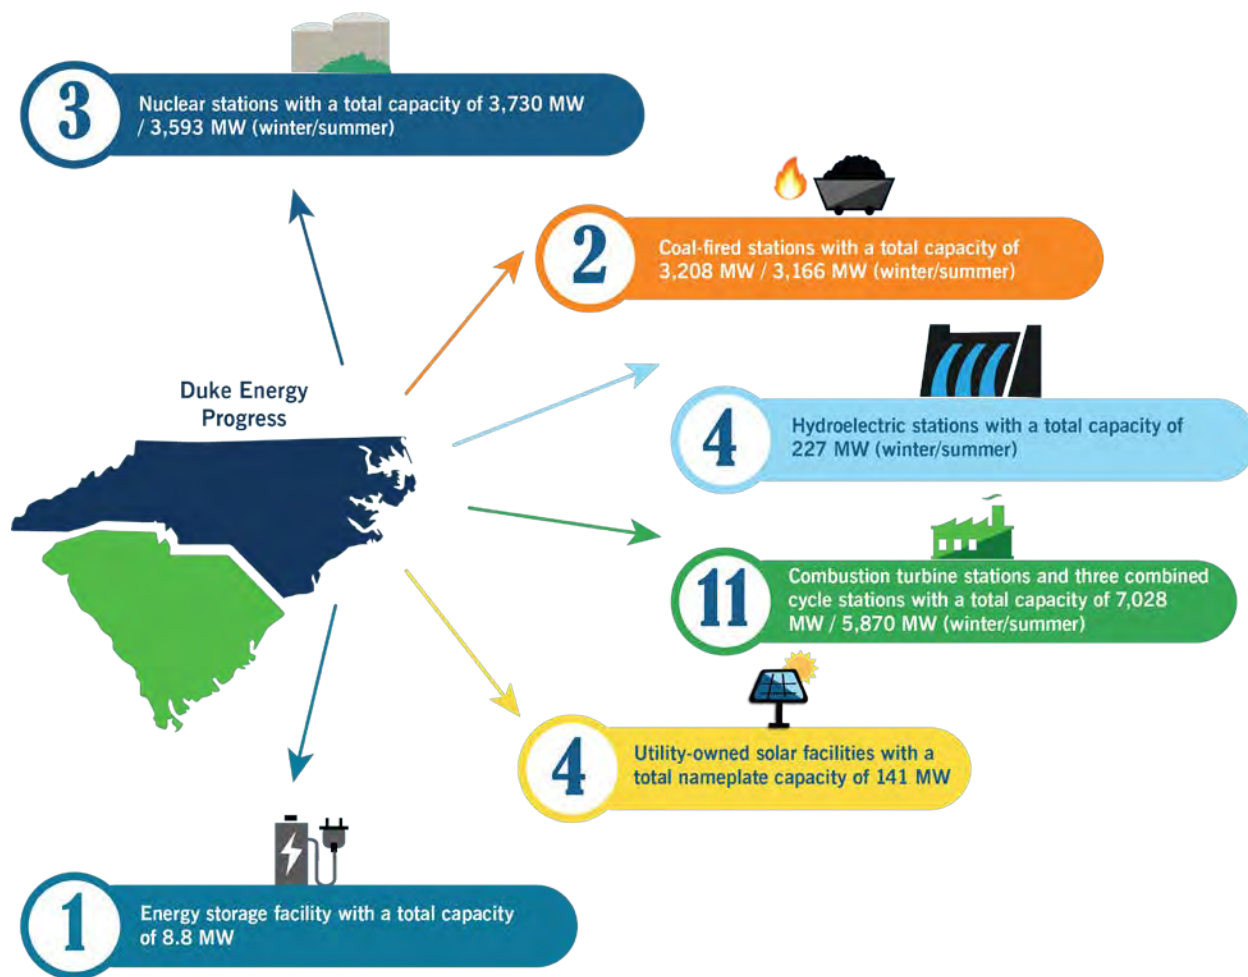 3
Nuclear stations with a total capacity of 3,730 MW
/ 3,593 MW (winter/summer)
2
Coal-fired stations with a total capacity of
3,208 MW / 3,166 MW (winter/summer)
Duke Energy
Progress
4
Hydroelectric stations with a total capacity of
227 MW (winter/summer)
11
Combustion turbine stations and three combined
cycle stations with a total capacity of 7,028
MW / 5,870 MW (winter/summer)
4
Utility-owned solar facilities with a
total nameplate capacity of 141 MW
1
Energy storage facility with a total capacity
of 8.8 MW